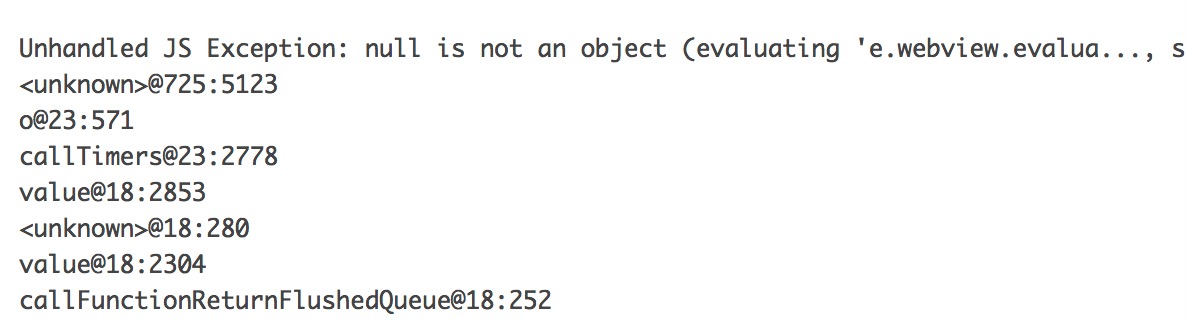 Unhandled JS Exception: null is not an object (evaluating 'e.webview.evalua..., s
<unknown>@725:5123
o@23:571
callTimers@23:2778
value@18:2853
<unknown>@18:280
value@18:2304
callFunctionReturnFlushedQueue@18:252